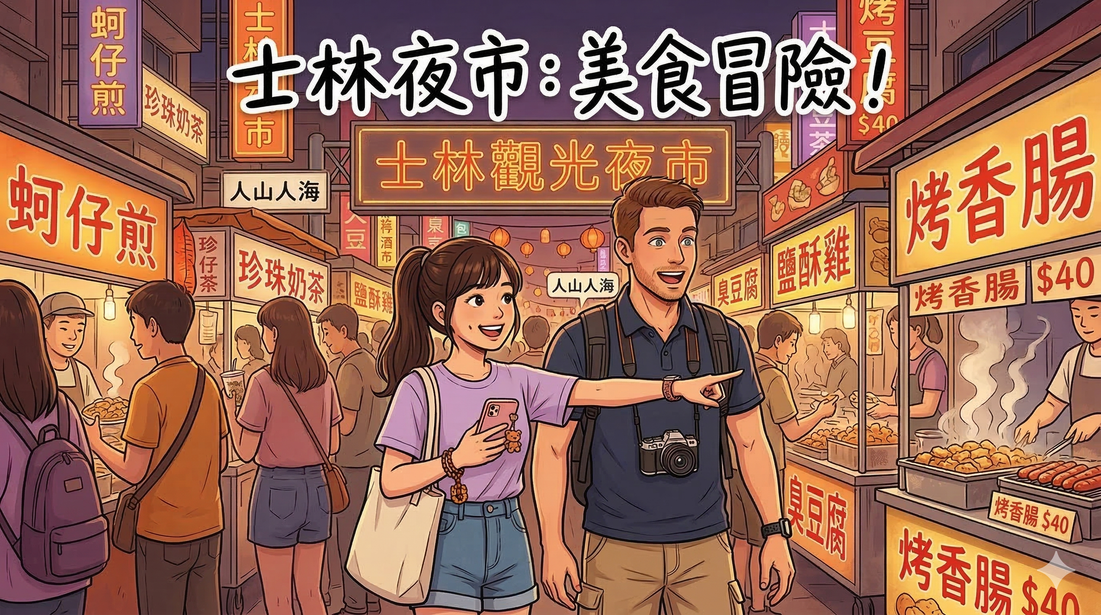 士林夜市：美食冒險！
蚵仔煎
珍珠奶茶
士林觀光夜市
人山人海
蚵仔煎
珍仔茶
珍珠奶茶
鹽酥雞
人山人海
臭豆腐
鹽酥雞
$40
烤香腸
烤香腸 $40
臭豆腐
烤香腸 $40
烤香腸 $40